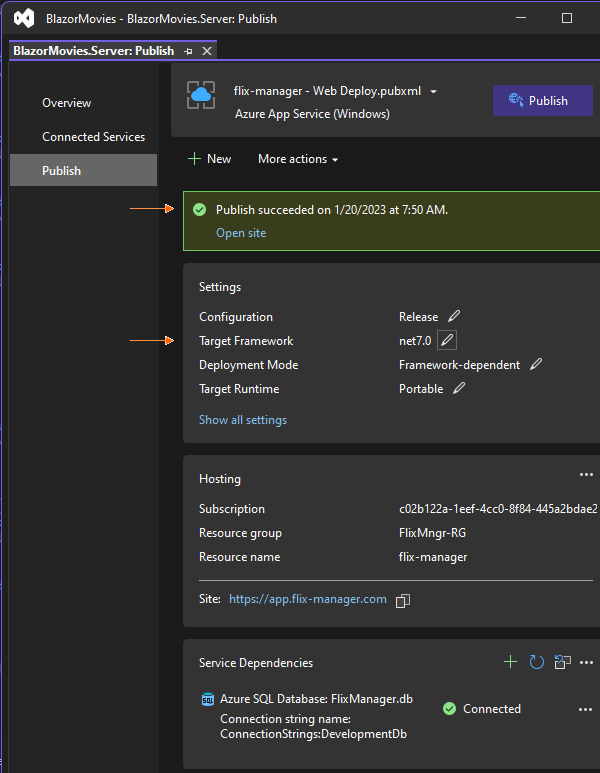 BlazorMovies - BlazorMovies.Server: Publish
BlazorMovies.Server: Publish
Overview
Connected Services
Publish
flix-manager - Web Deploy.pubxml
Azure App Service (Windows)
Publish
New More actions
Publish succeeded on 1/20/2023 at 7:50 AM.
Open site
Settings
Configuration Release
Target Framework net7.0
Deployment Mode Framework-dependent
Target Runtime Portable
Show all settings
Hosting
Subscription c02b122a-1eef-4cc0-8f84-445a2bdae2
Resource group FlixMngr-RG
Resource name flix-manager
Site: https://app.flix-manager.com
Service Dependencies
SQL
Azure SQL Database: FlixManager.db
Connection string name:
ConnectionStrings:DevelopmentDb
Connected